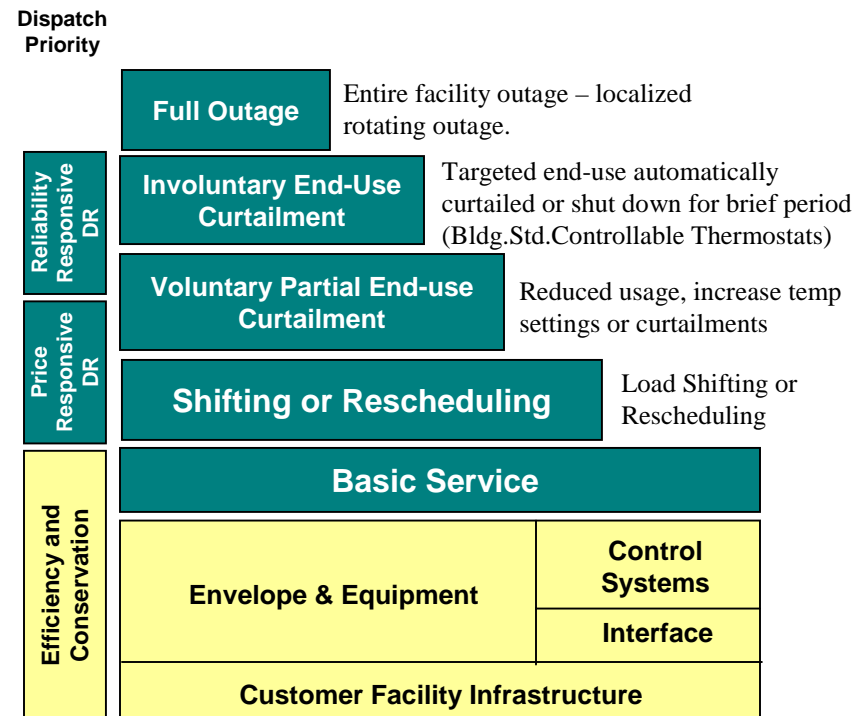 Dispatch
Priority
Full Outage
Entire facility outage – localized
rotating outage.
Reliability
Responsive
DR
Involuntary End-Use
Curtailment
Targeted end-use automatically
curtailed or shut down for brief period
(Bldg.Std.Controllable Thermostats)
Voluntary Partial End-use
Curtailment
Reduced usage, increase temp
settings or curtailments
Price
Responsive
DR
Shifting or Rescheduling
Load Shifting or
Rescheduling
Basic Service
Efficiency and
Conservation
Envelope & Equipment
Control
Systems
Interface
Customer Facility Infrastructure